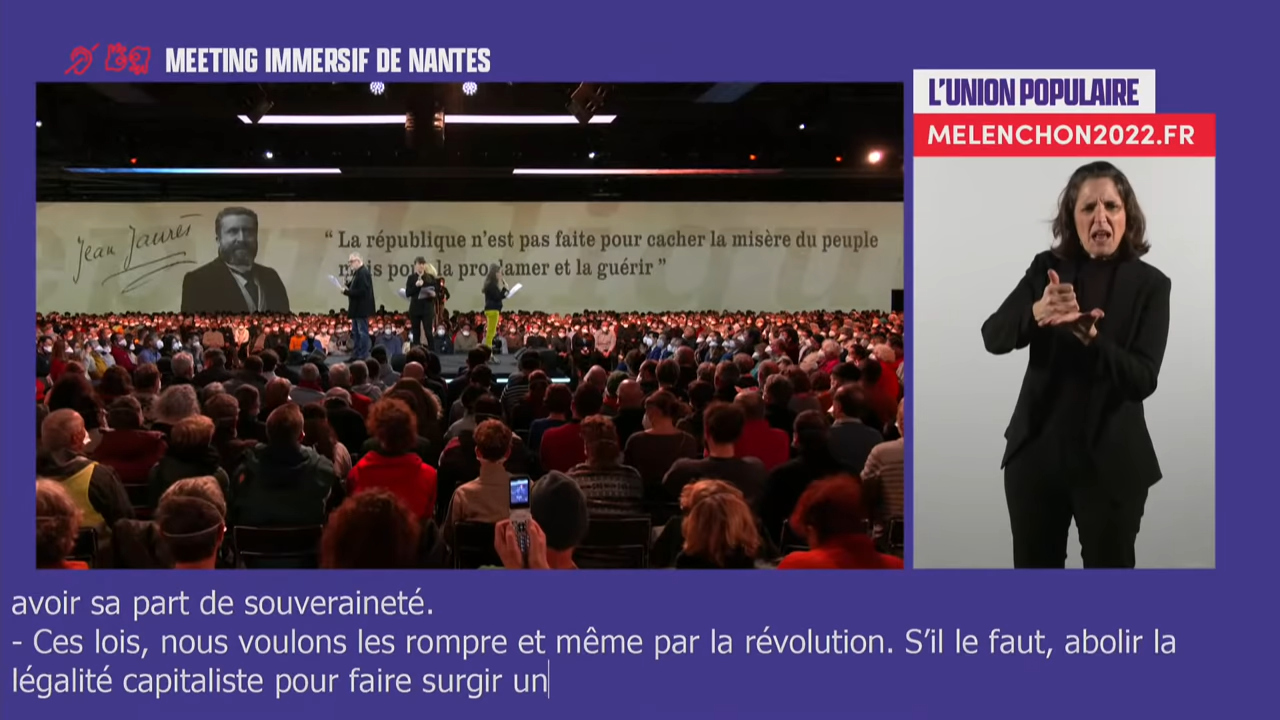 MEETING IMMERSIF DE NANTES
L'UNION POPULAIRE
MELENCHON2022.FR
Jean Jaurès
“ La république n'est pas faite pour cacher la misère du peuple
mais pour la proclamer et la guérir ”
avoir sa part de souveraineté.
- Ces lois, nous voulons les rompre et même par la révolution. S’il le faut, abolir la
légalité capitaliste pour faire surgir un